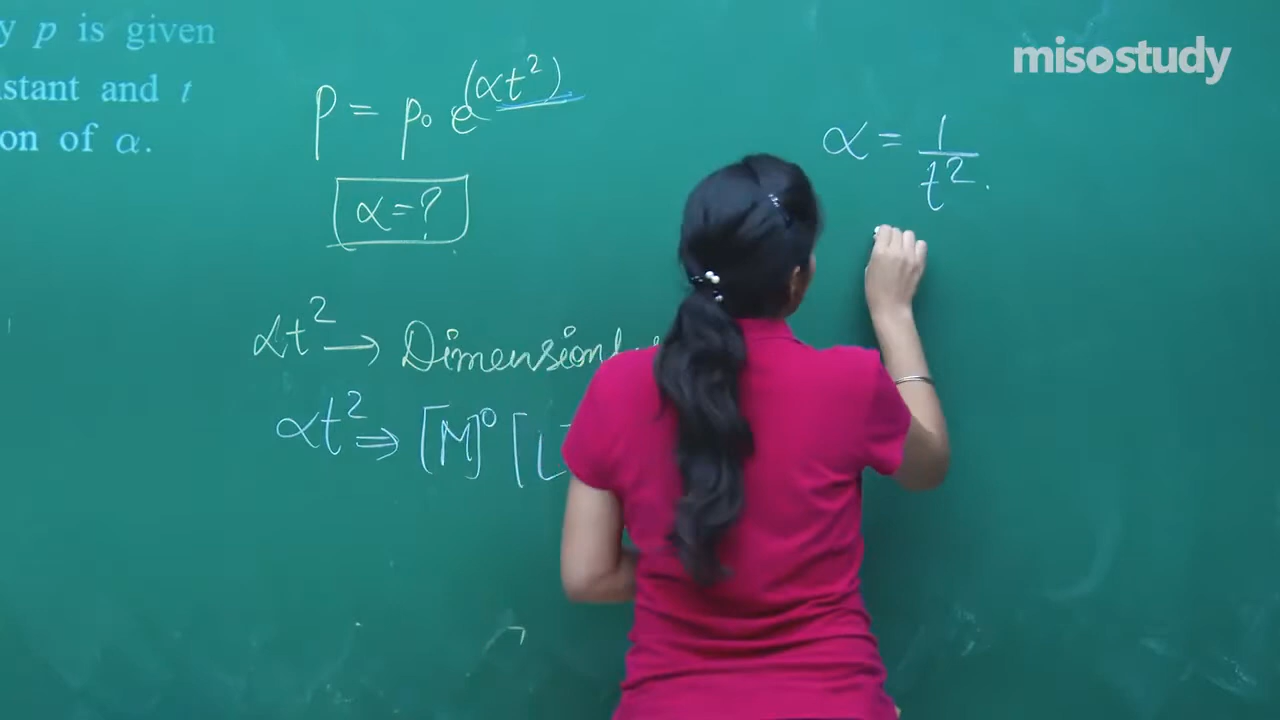 y p is given
stant and t
on of α.
misostudy
p = p₀ e^(αt²)
α = 1/t².
α = ?
αt² → Dimension
αt² ⇒ [M]⁰ [L